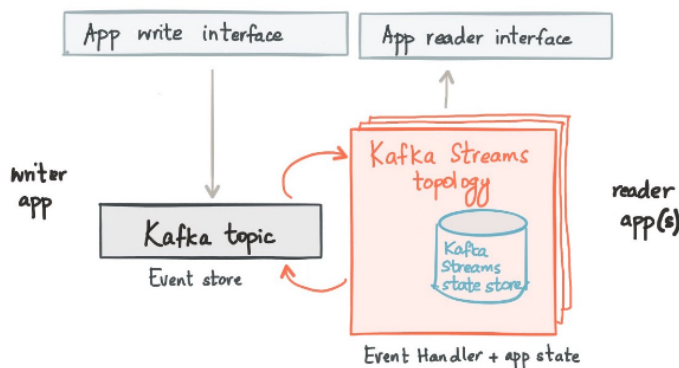 App write interface
App reader interface
writer
app
Kafka topic
Event store
Kafka Streams
topology
Kafka
Streams
state store
reader
app(s)
Event Handler + app state